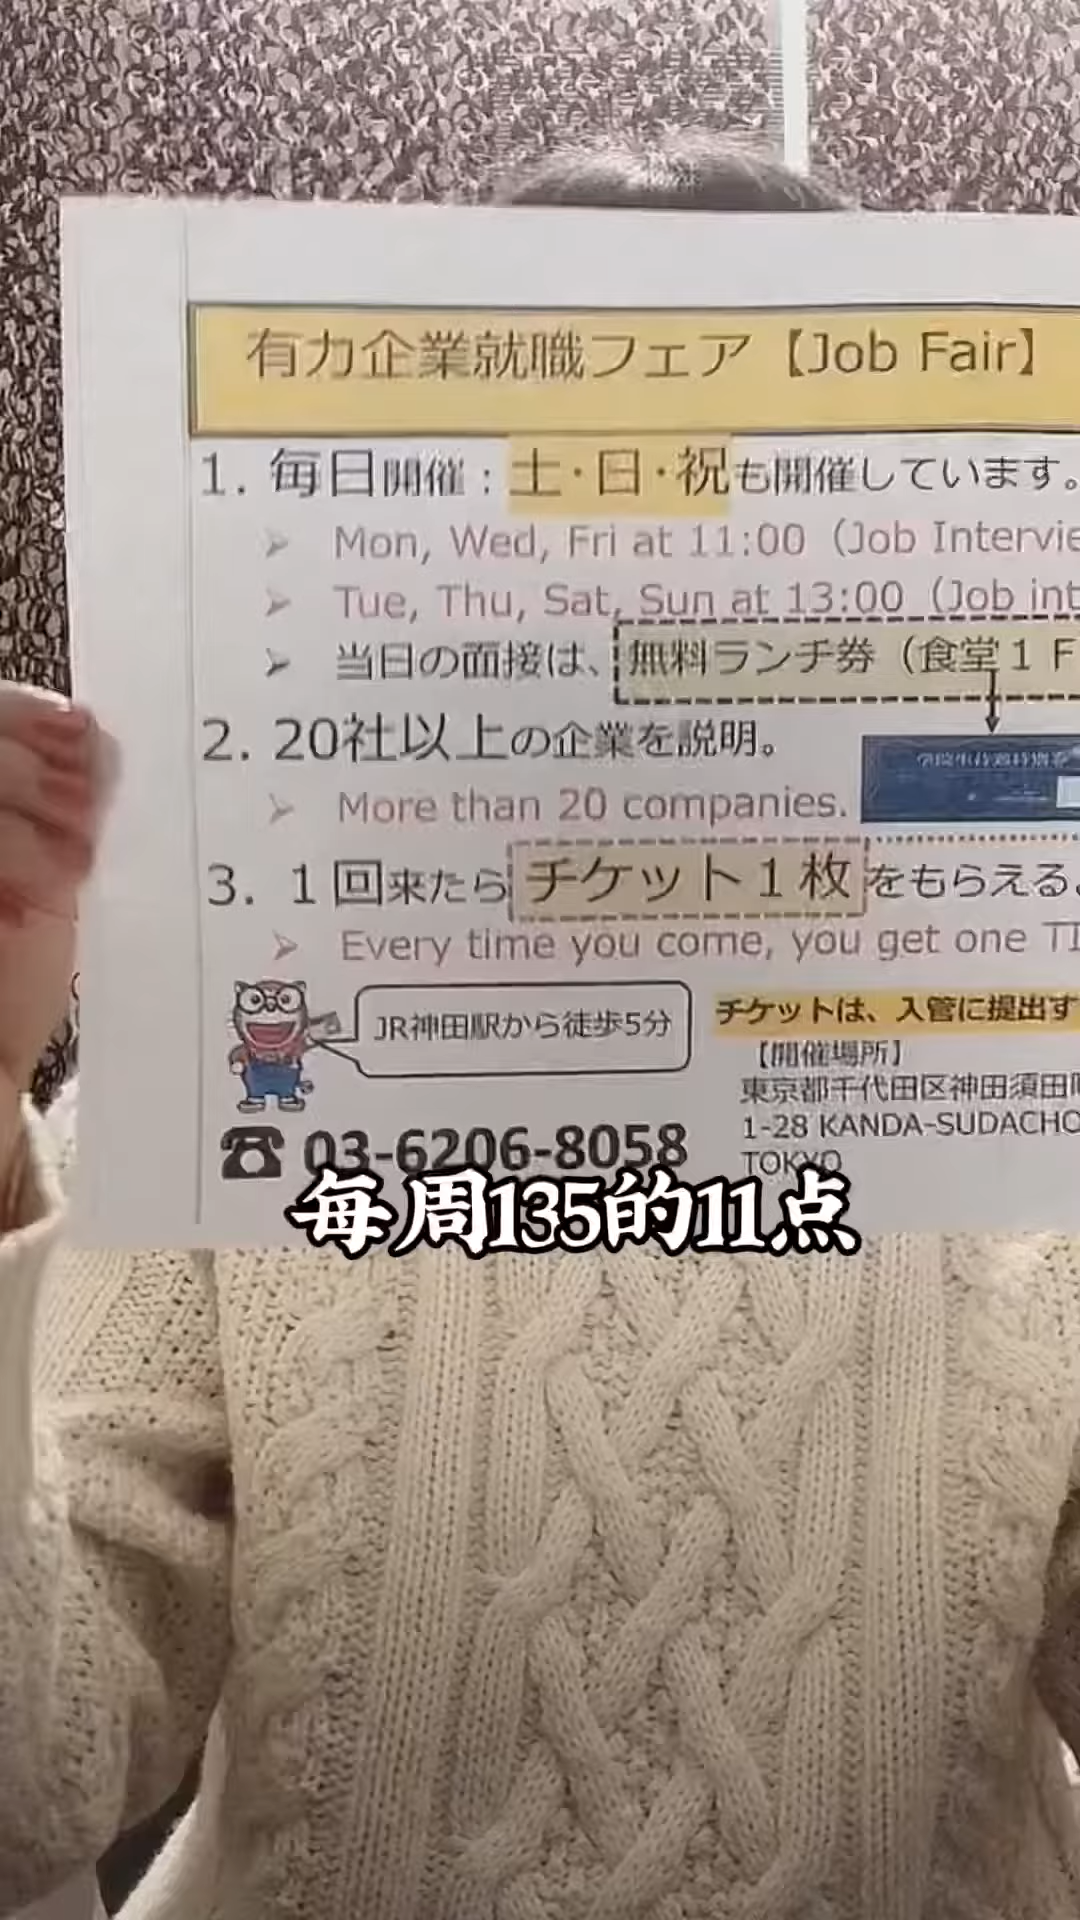 有力企業就職フェア【Job Fair】
1. 毎日開催：土・日・祝も開催しています。
➢ Mon, Wed, Fri at 11:00（Job Intervie
➢ Tue, Thu, Sat, Sun at 13:00（Job int
➢ 当日の面接は、無料ランチ券（食堂１Ｆ
2. 20社以上の企業を説明。
➢ More than 20 companies.
3. １回来たらチケット１枚をもらえる。
➢ Every time you come, you get one TI
JR神田駅から徒歩5分
チケットは、入管に提出す
【開催場所】
東京都千代田区神田須田町
1-28 KANDA-SUDACHO
TOKYO
☎ 03-6206-8058
每周135的11点